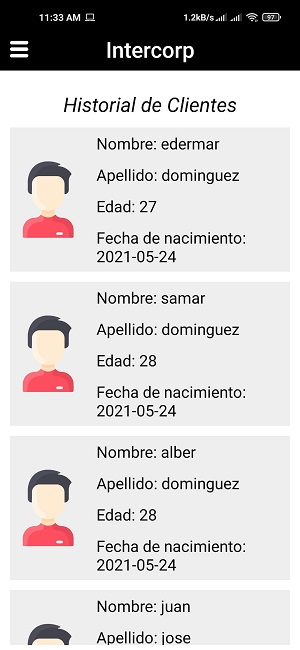 11:33 AM 1.2kB/s 97
Intercorp
Historial de Clientes
Nombre: edermar
Apellido: dominguez
Edad: 27
Fecha de nacimiento:
2021-05-24
Nombre: samar
Apellido: dominguez
Edad: 28
Fecha de nacimiento:
2021-05-24
Nombre: alber
Apellido: dominguez
Edad: 28
Fecha de nacimiento:
2021-05-24
Nombre: juan
Apellido: jose